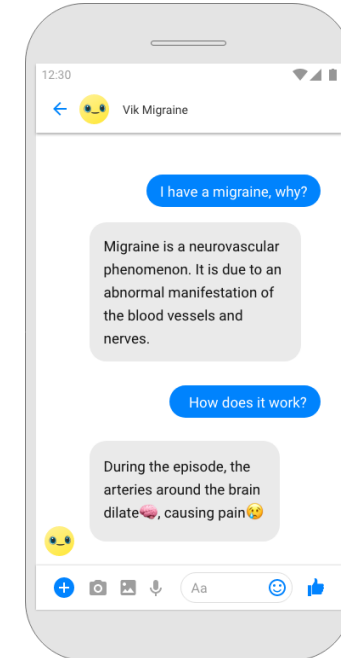 12:30
Vik Migraine
I have a migraine, why?
Migraine is a neurovascular
phenomenon. It is due to an
abnormal manifestation of
the blood vessels and
nerves.
How does it work?
During the episode, the
arteries around the brain
dilate🧠, causing pain😢
Aa